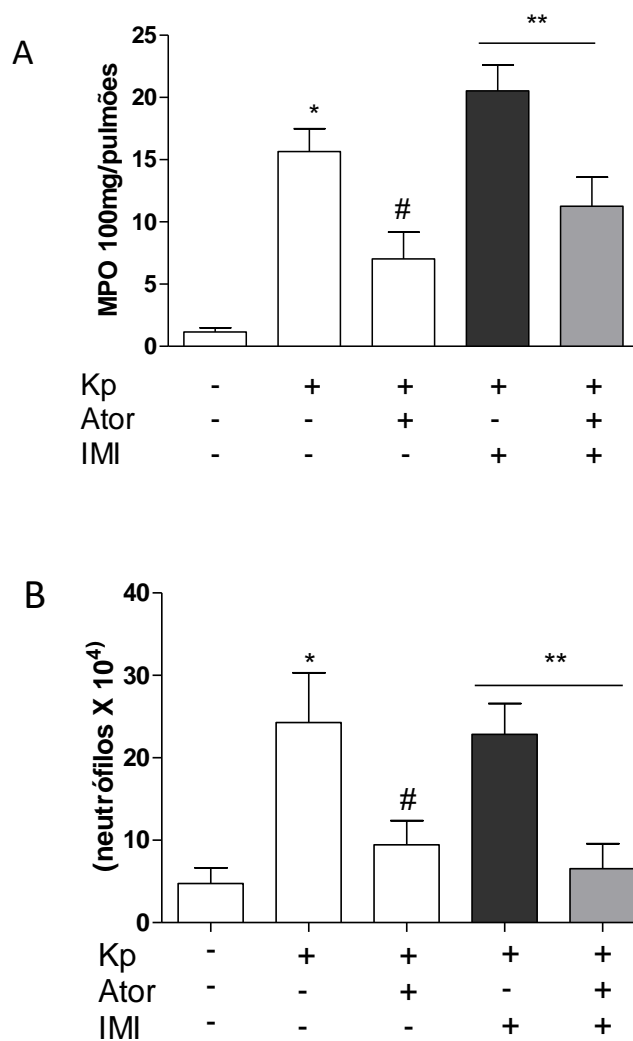 A
**
25
20
*
15
#
10
5
0
MPO 100mg/pulmões
Kp - + + + +
Ator - - + - +
IMI - - - + +
B
40
*
**
30
20
#
10
0
(neutrófilos X 10⁴)
Kp - + + + +
Ator - - + - +
IMI - - - + +